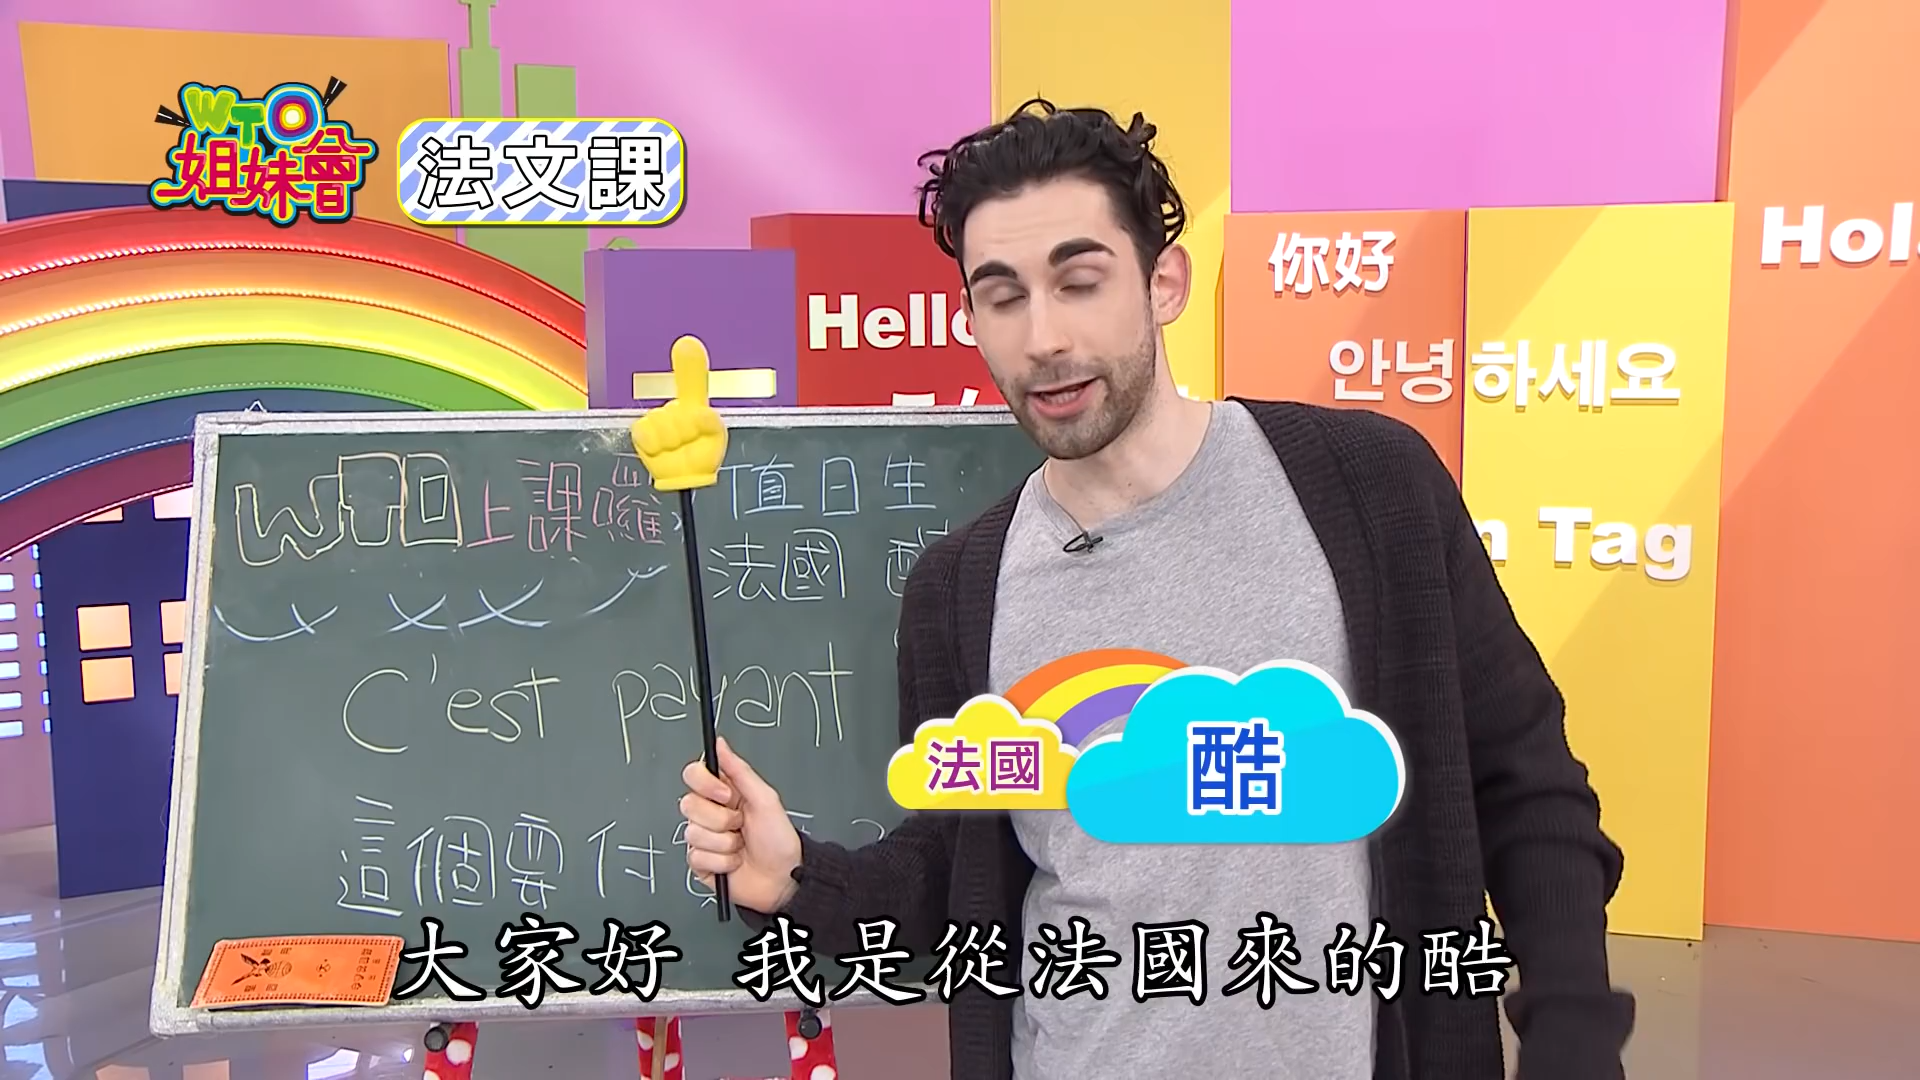 WTO
姐妹會
法文課
你好
Hol
Hello
안녕하세요
Tag
WTO上課囉
值日生:
法國 酷
C'est payant
這個要付
法國
酷
大家好 我是從法國來的酷